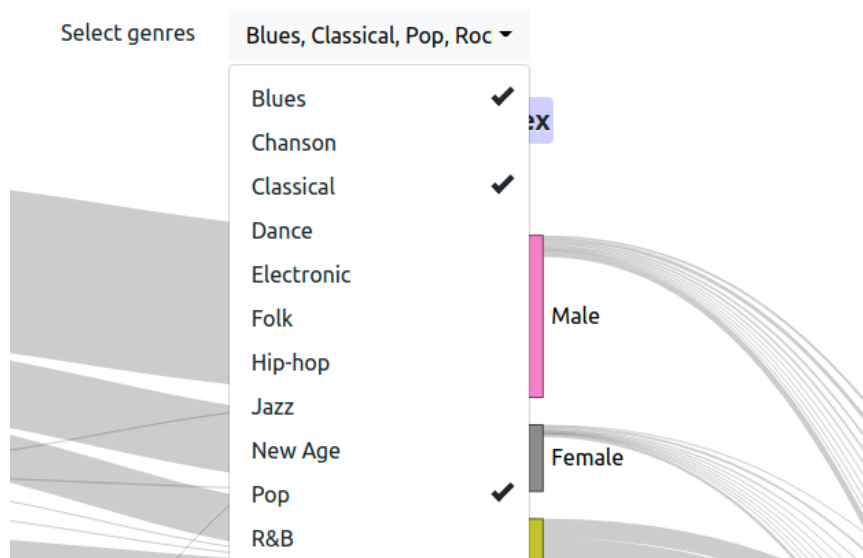 Select genres
Blues, Classical, Pop, Roc
Blues
ex
Chanson
Classical
Dance
Electronic
Folk
Male
Hip-hop
Jazz
New Age
Female
Pop
R&B